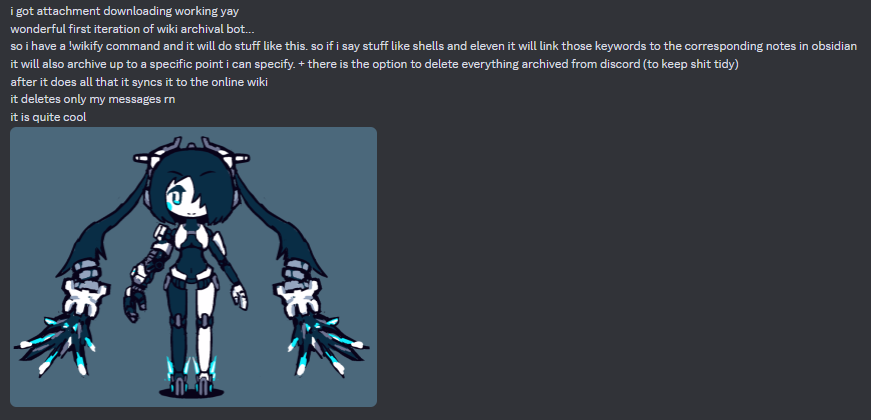 i got attachment downloading working yay
wonderful first iteration of wiki archival bot...
so i have a !wikify command and it will do stuff like this. so if i say stuff like shells and eleven it will link those keywords to the corresponding notes in obsidian
it will also archive up to a specific point i can specify. + there is the option to delete everything archived from discord (to keep shit tidy)
after it does all that it syncs it to the online wiki
it deletes only my messages rn
it is quite cool